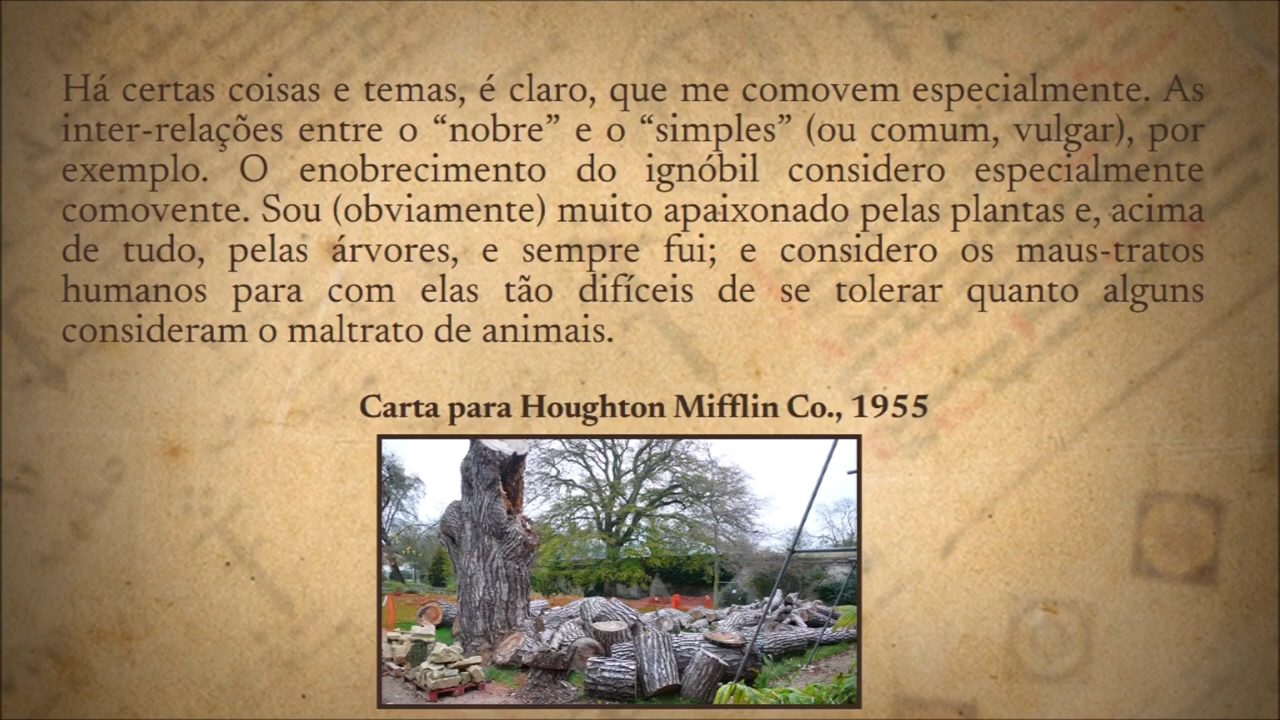 Há certas coisas e temas, é claro, que me comovem especialmente. As
inter-relações entre o “nobre” e o “simples” (ou comum, vulgar), por
exemplo. O enobrecimento do ignóbil considero especialmente
comovente. Sou (obviamente) muito apaixonado pelas plantas e, acima
de tudo, pelas árvores, e sempre fui; e considero os maus-tratos
humanos para com elas tão difíceis de se tolerar quanto alguns
consideram o maltrato de animais.
Carta para Houghton Mifflin Co., 1955